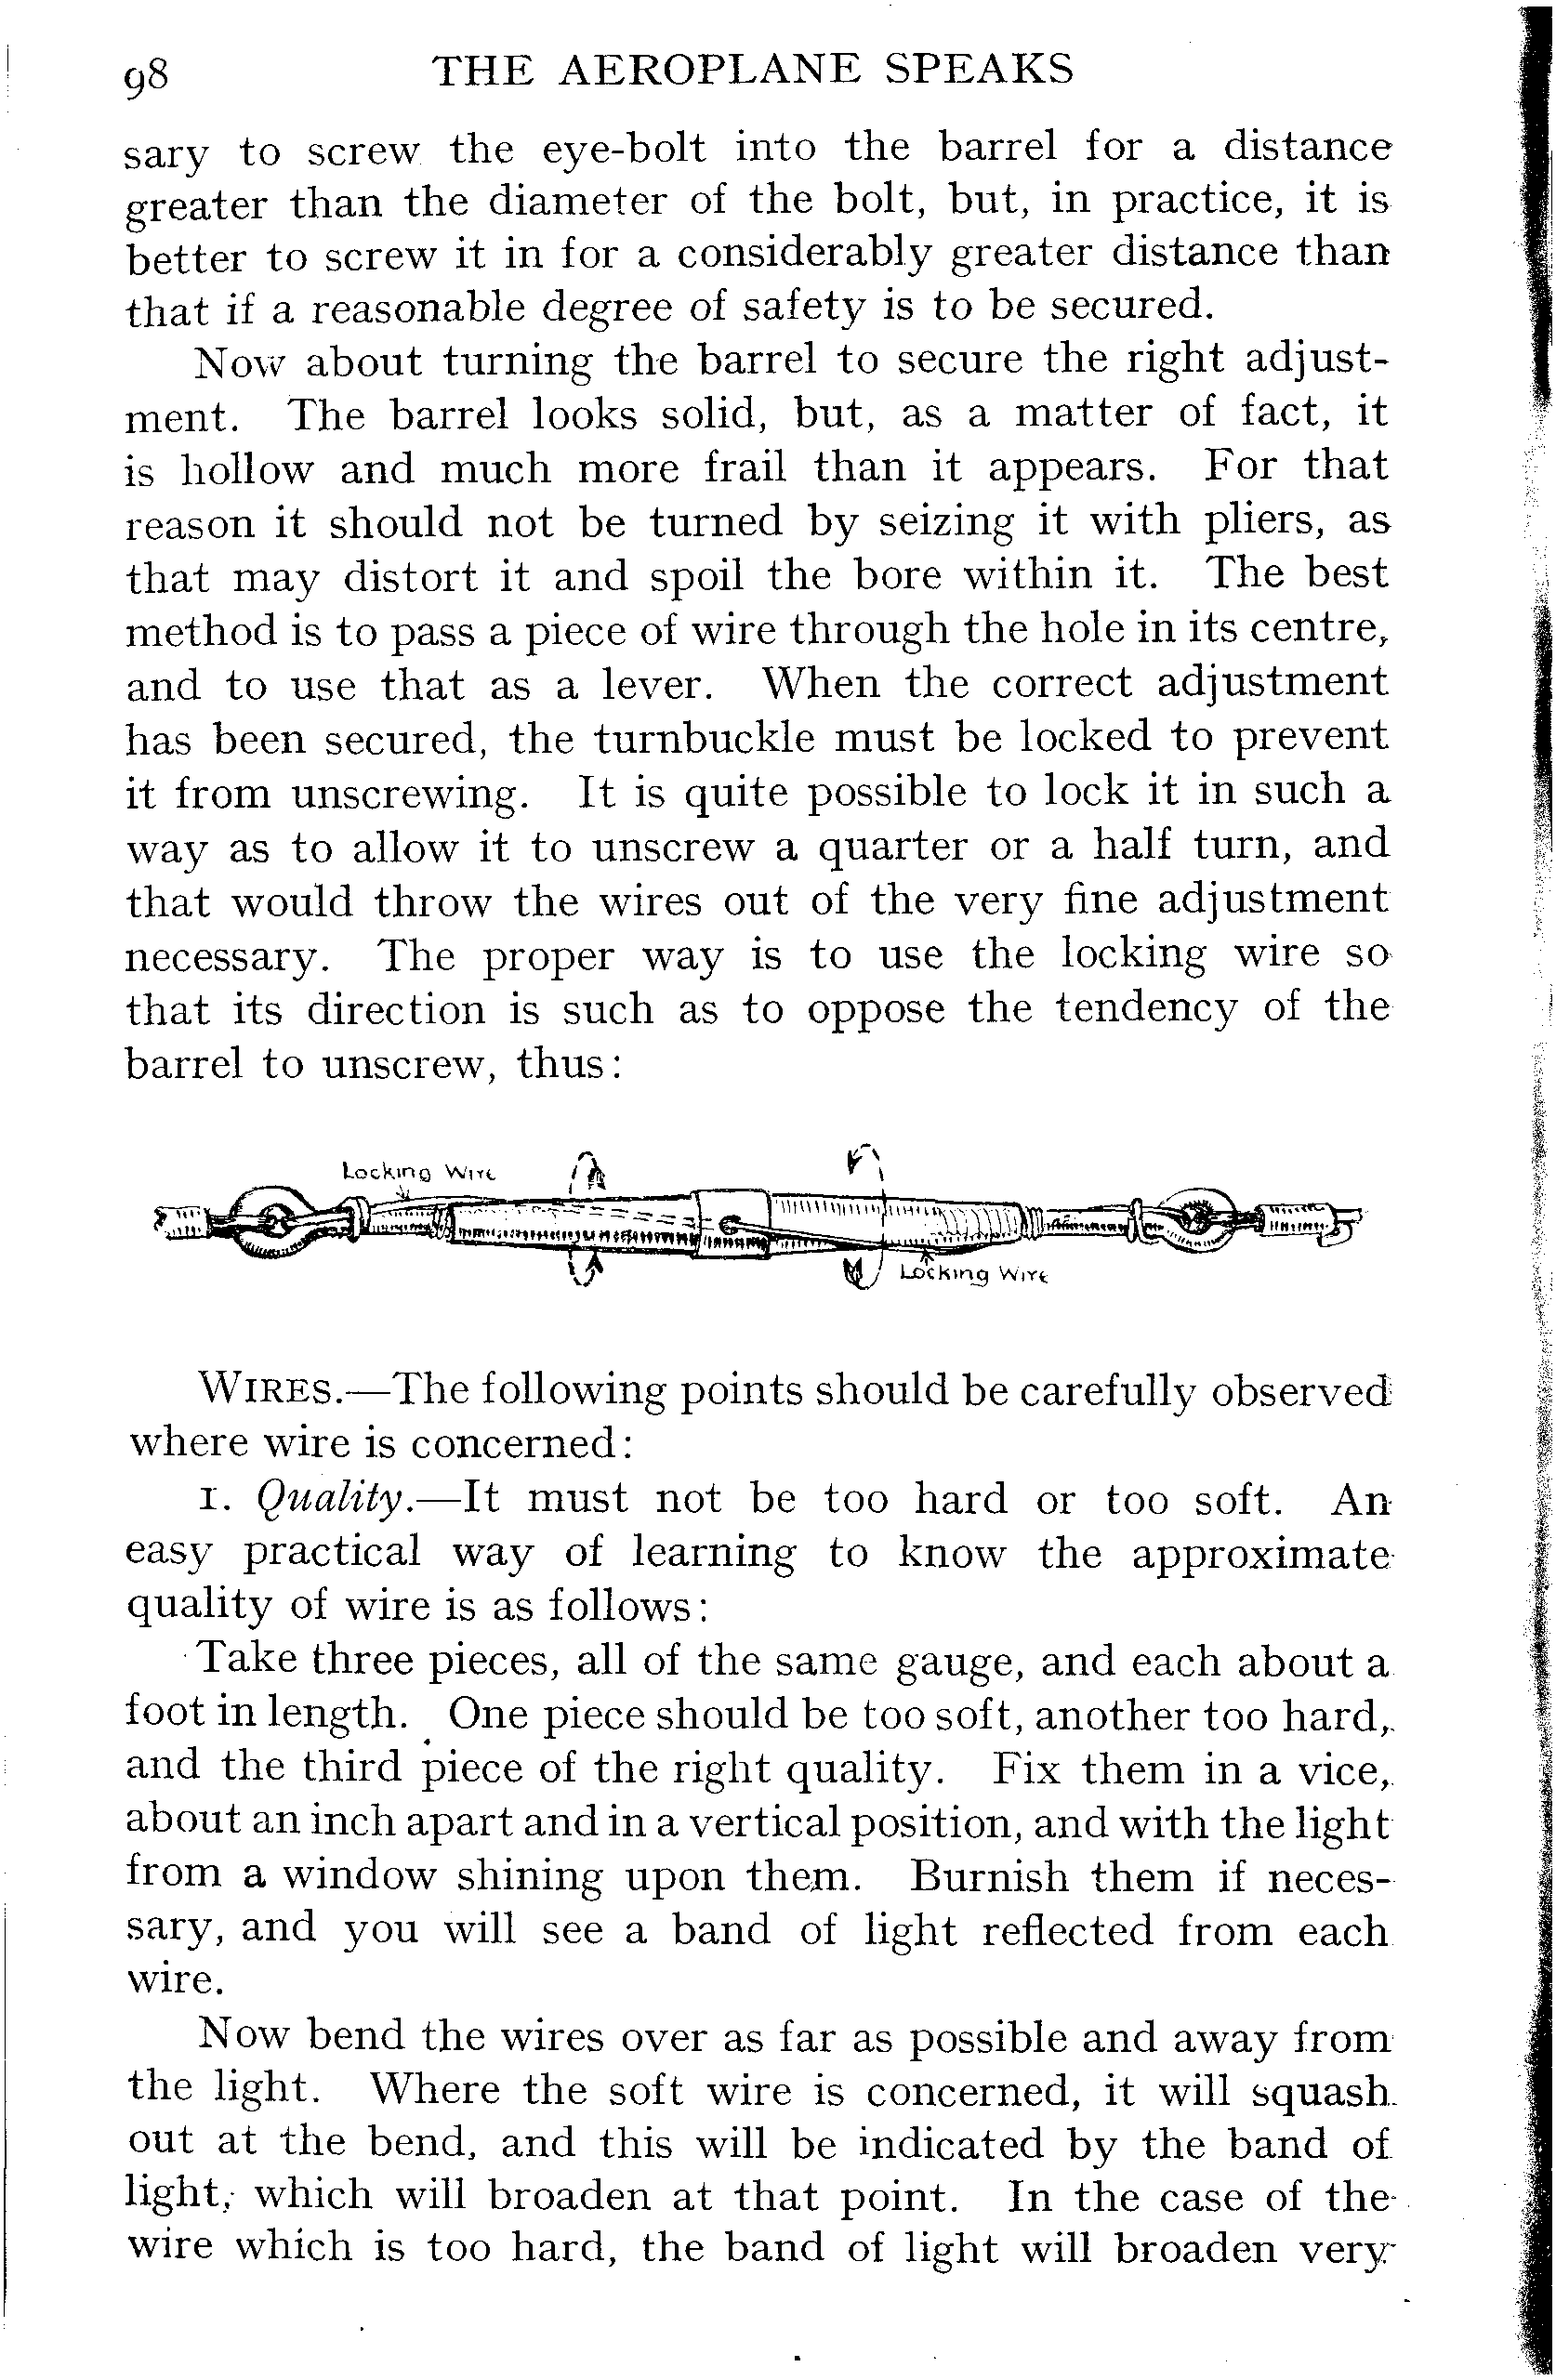 98 THE AEROPLANE SPEAKS
sary to screw the eye-bolt into the barrel for a distance
greater than the diameter of the bolt, but, in practice, it is
better to screw it in for a considerably greater distance than
that if a reasonable degree of safety is to be secured.
Now about turning the barrel to secure the right adjust-
ment. The barrel looks solid, but, as a matter of fact, it
is hollow and much more frail than it appears. For that
reason it should not be turned by seizing it with pliers, as
that may distort it and spoil the bore within it. The best
method is to pass a piece of wire through the hole in its centre,
and to use that as a lever. When the correct adjustment
has been secured, the turnbuckle must be locked to prevent
it from unscrewing. It is quite possible to lock it in such a
way as to allow it to unscrew a quarter or a half turn, and
that would throw the wires out of the very fine adjustment
necessary. The proper way is to use the locking wire so
that its direction is such as to oppose the tendency of the
barrel to unscrew, thus:
Locking Wire
Locking Wire
WIRES.—The following points should be carefully observed
where wire is concerned:
1. Quality.—It must not be too hard or too soft. An
easy practical way of learning to know the approximate
quality of wire is as follows:
Take three pieces, all of the same gauge, and each about a
foot in length. One piece should be too soft, another too hard,
and the third piece of the right quality. Fix them in a vice,
about an inch apart and in a vertical position, and with the light
from a window shining upon them. Burnish them if neces-
sary, and you will see a band of light reflected from each
wire.
Now bend the wires over as far as possible and away from
the light. Where the soft wire is concerned, it will squash
out at the bend, and this will be indicated by the band of
light, which will broaden at that point. In the case of the
wire which is too hard, the band of light will broaden very